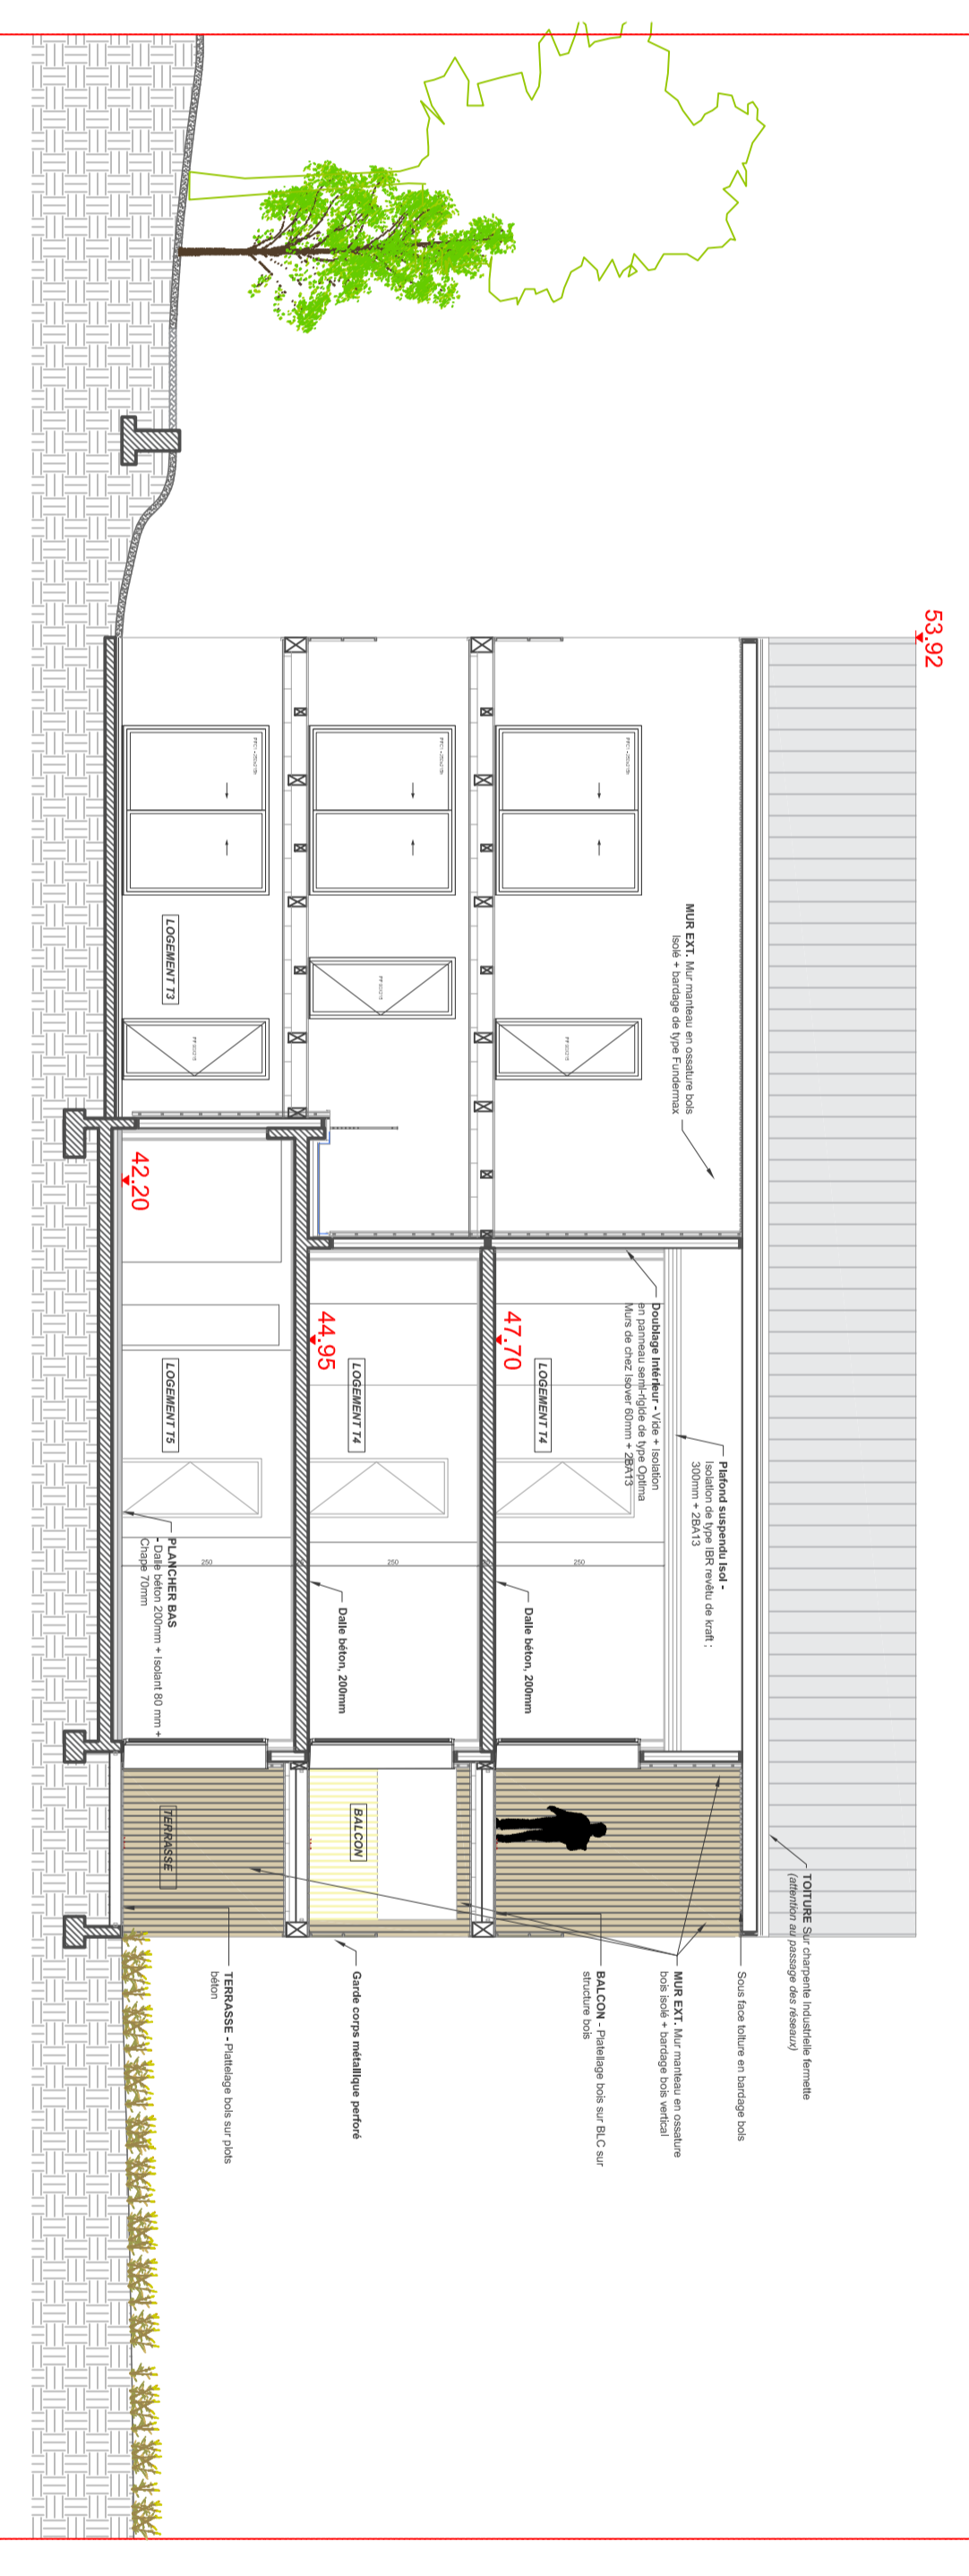 53.92
MUR EXT. Mur manteau en ossature bois
Isolé + bardage de type Fundermax
LOGEMENT T3
42.20
44.95
47.70
Doublage Intérieur - Vide + Isolation
en panneau semi-rigide de type Optima
Murs de chez Isover 60mm + 2BA13
Plafond suspendu Isol -
Isolation de type IBR revêtu de kraft :
300mm + 2BA13
LOGEMENT T4
LOGEMENT T4
LOGEMENT T5
250
250
250
Dalle béton, 200mm
Dalle béton, 200mm
PLANCHER BAS
- Dalle béton 200mm + Isolant 80 mm +
Chape 70mm
BALCON
TERRASSE
TOITURE Sur charpente Industrielle fermette
(attention au passage des réseaux)
Sous face toiture en bardage bois
MUR EXT. Mur manteau en ossature
bois isolé + bardage bois vertical
BALCON - Platellage bois sur BLC sur
structure bois
Garde corps métallique perforé
TERRASSE - Plattelage bois sur plots
béton